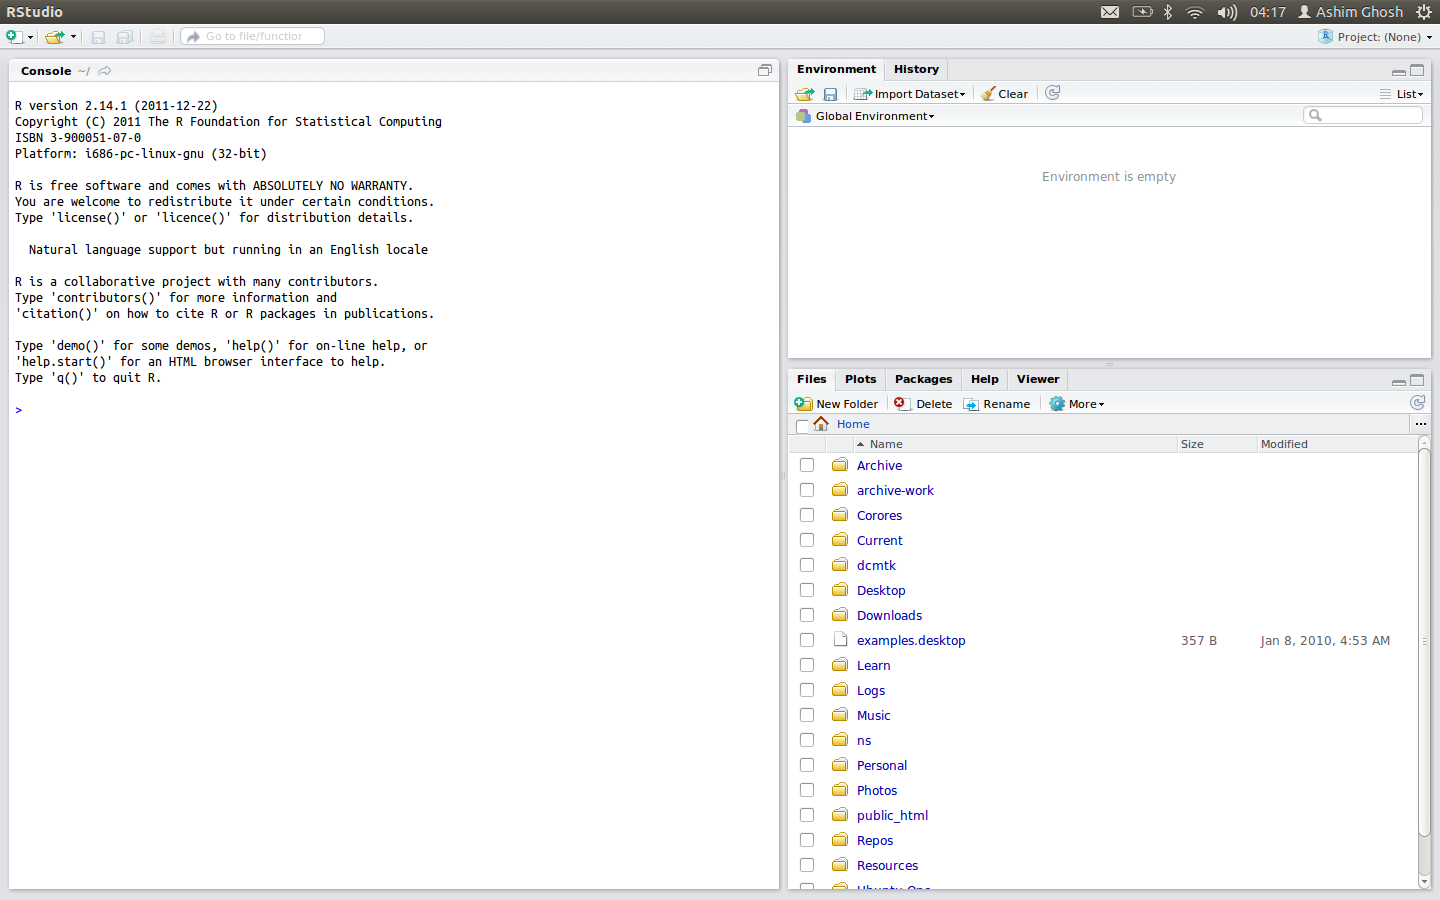 RStudio
04:17 Ashim Ghosh
Go to file/function
Project: (None)
Console ~/
R version 2.14.1 (2011-12-22)
Copyright (C) 2011 The R Foundation for Statistical Computing
ISBN 3-900051-07-0
Platform: i686-pc-linux-gnu (32-bit)
R is free software and comes with ABSOLUTELY NO WARRANTY.
You are welcome to redistribute it under certain conditions.
Type 'license()' or 'licence()' for distribution details.
Natural language support but running in an English locale
R is a collaborative project with many contributors.
Type 'contributors()' for more information and
'citation()' on how to cite R or R packages in publications.
Type 'demo()' for some demos, 'help()' for on-line help, or
'help.start()' for an HTML browser interface to help.
Type 'q()' to quit R.
>
Environment History
Import Dataset Clear List
Global Environment
Environment is empty
Files Plots Packages Help Viewer
New Folder Delete Rename More
Home ...
Name Size Modified
Archive
archive-work
Corores
Current
dcmtk
Desktop
Downloads
examples.desktop 357 B Jan 8, 2010, 4:53 AM
Learn
Logs
Music
ns
Personal
Photos
public_html
Repos
Resources